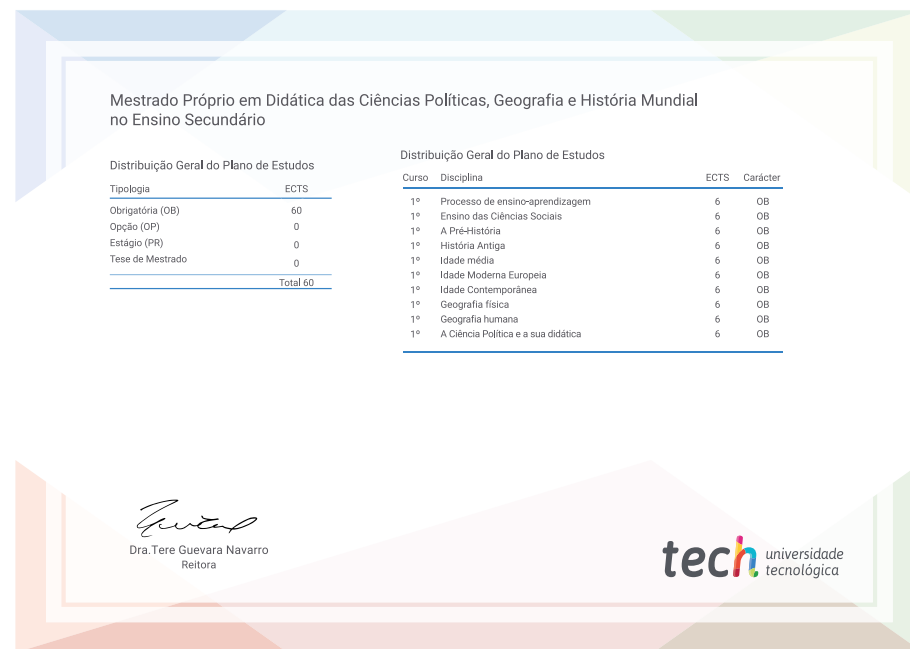 Mestrado Próprio em Didática das Ciências Políticas, Geografia e História Mundial
no Ensino Secundário
Distribuição Geral do Plano de Estudos
Tipologia ECTS
Obrigatória (OB) 60
Opção (OP) 0
Estágio (PR) 0
Tese de Mestrado 0
Total 60
Distribuição Geral do Plano de Estudos
Curso Disciplina ECTS Carácter
1º Processo de ensino-aprendizagem 6 OB
1º Ensino das Ciências Sociais 6 OB
1º A Pré-História 6 OB
1º História Antiga 6 OB
1º Idade média 6 OB
1º Idade Moderna Europeia 6 OB
1º Idade Contemporânea 6 OB
1º Geografia física 6 OB
1º Geografia humana 6 OB
1º A Ciência Política e a sua didática 6 OB
Dra.Tere Guevara Navarro
Reitora
tech universidade
tecnológica